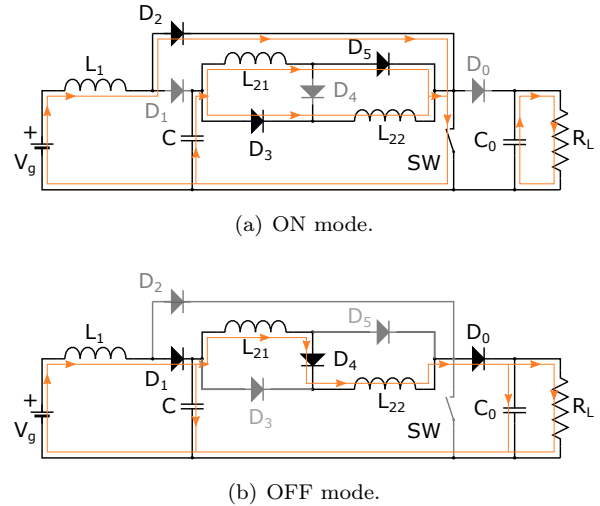 D2
L1
L21
D5
D0
D1
D4
+
Vg
C
D3
L22
SW
C0
RL
(a) ON mode.
D2
L1
L21
D5
D0
D1
D4
+
Vg
C
D3
L22
SW
C0
RL
(b) OFF mode.